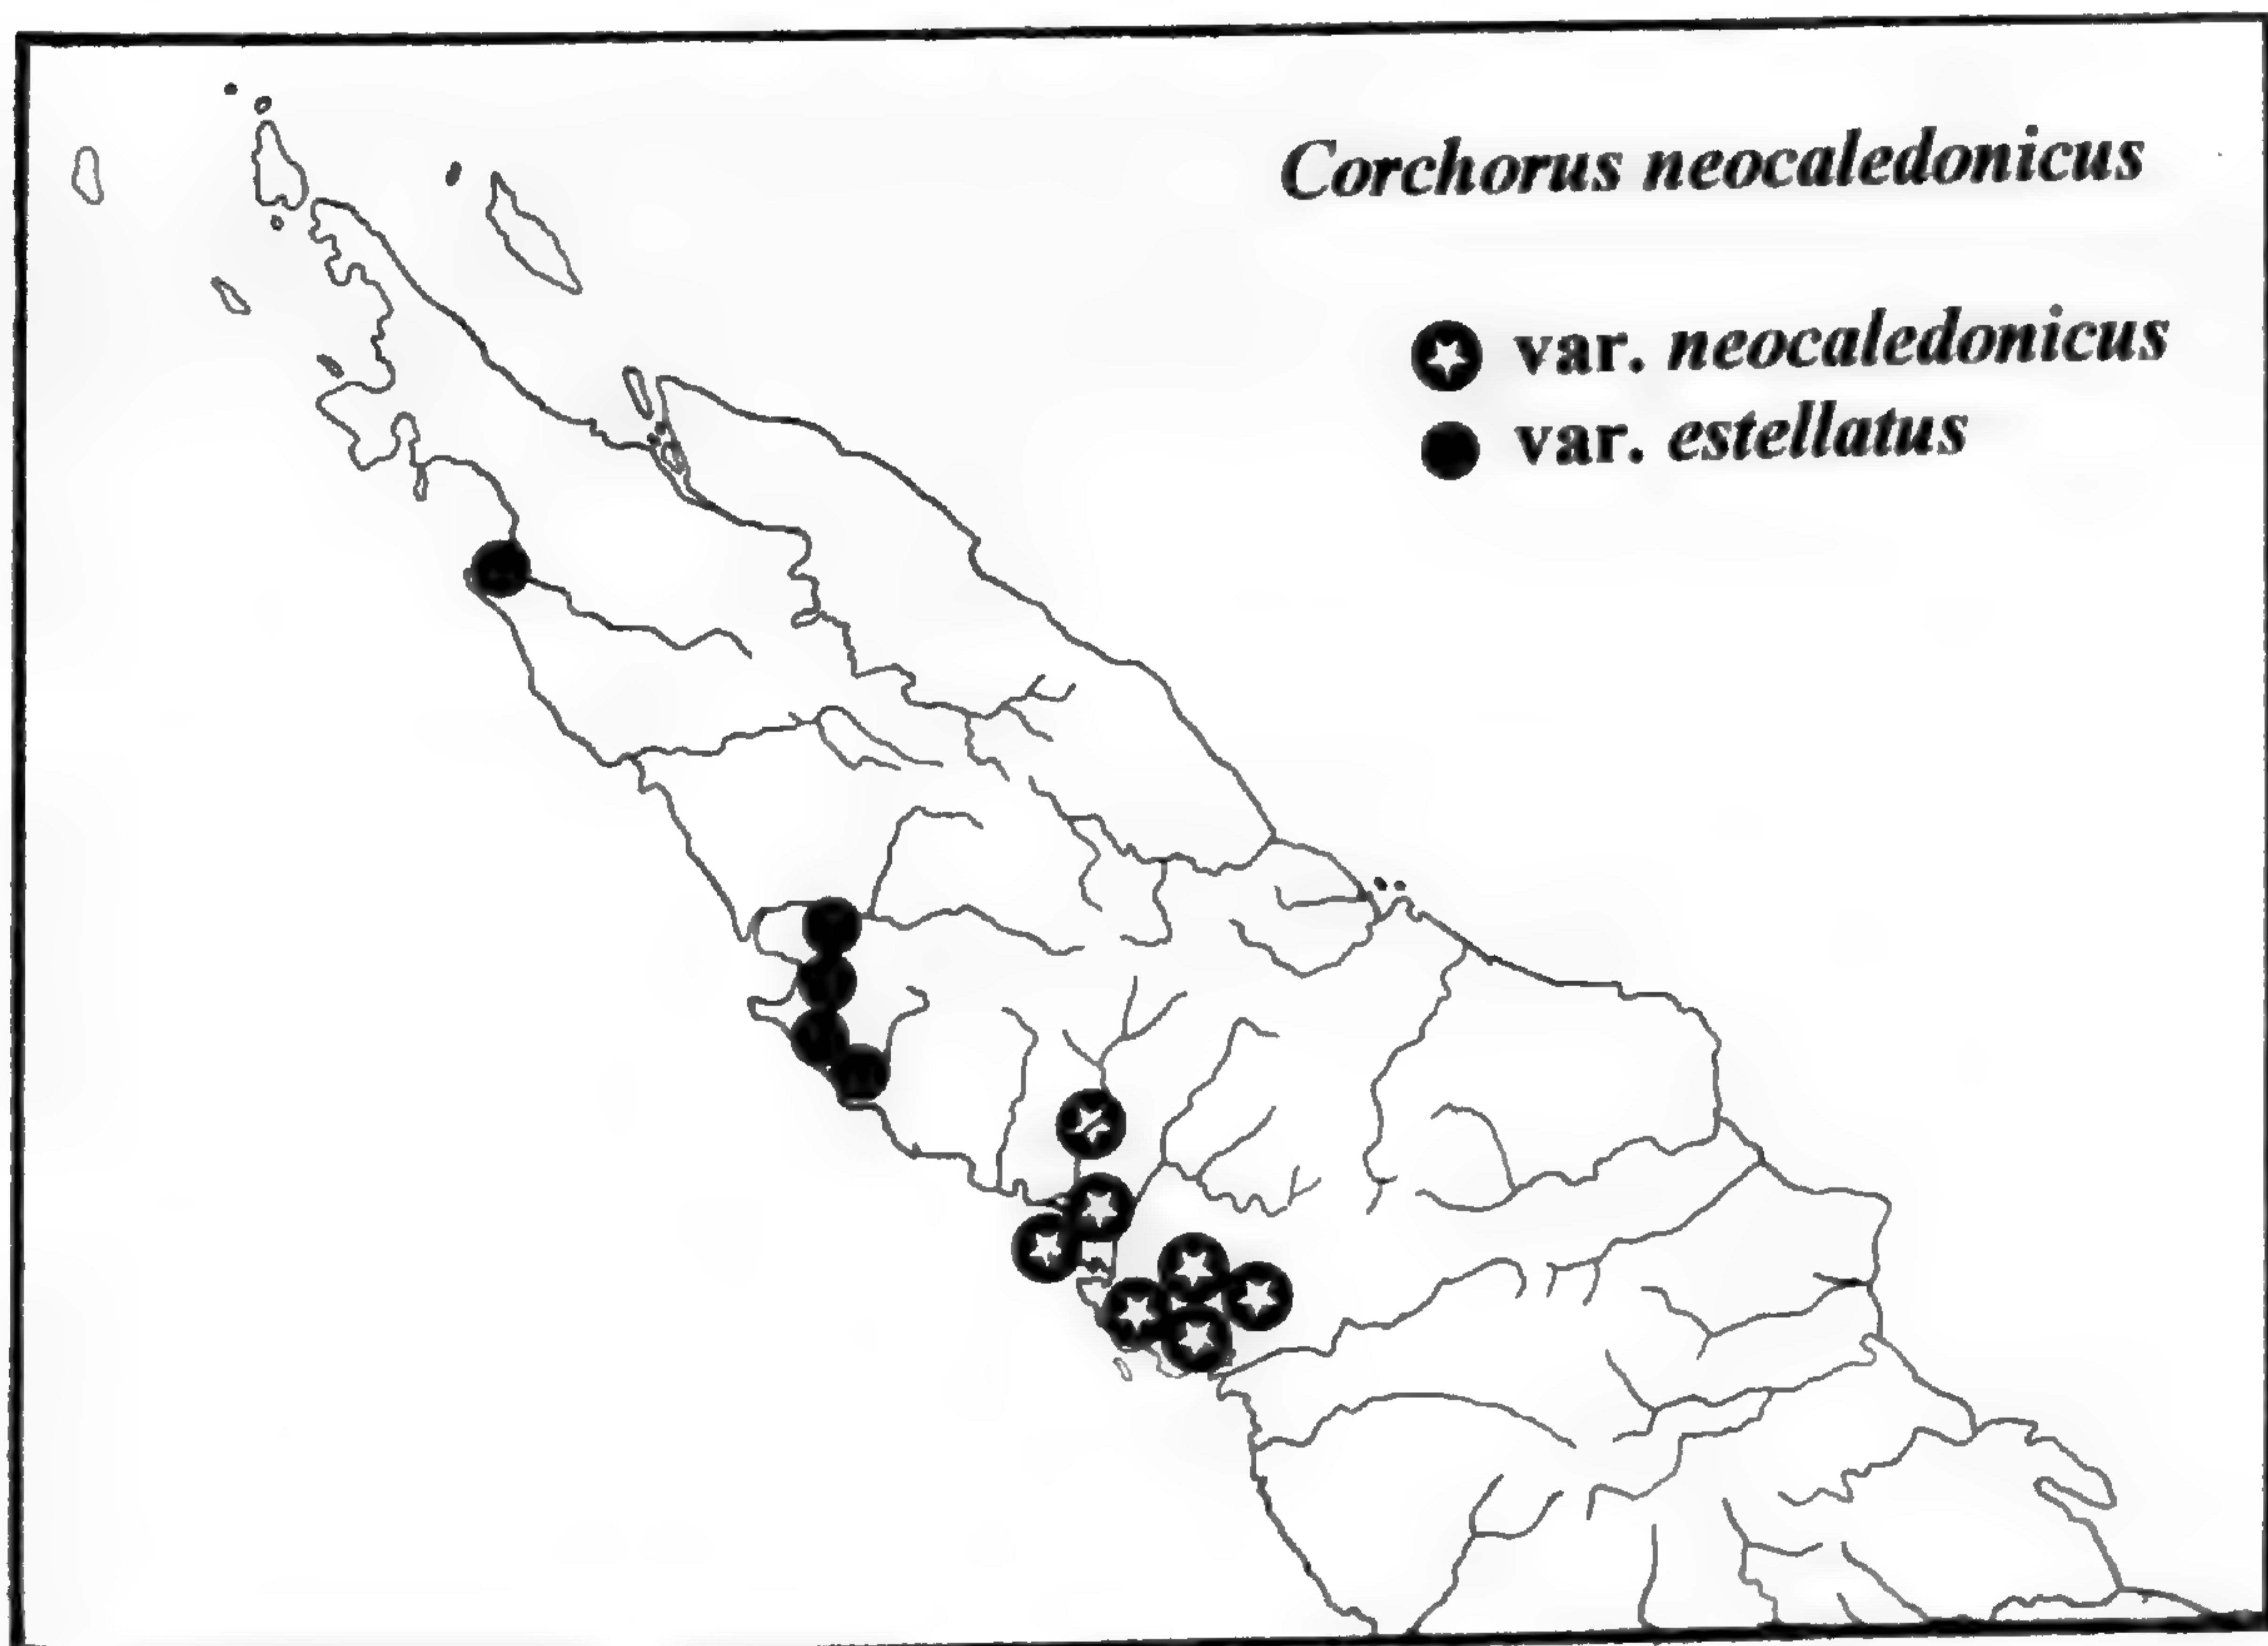 Corchorus neocaledonicus
var. neocaledonicus
var. estellatus